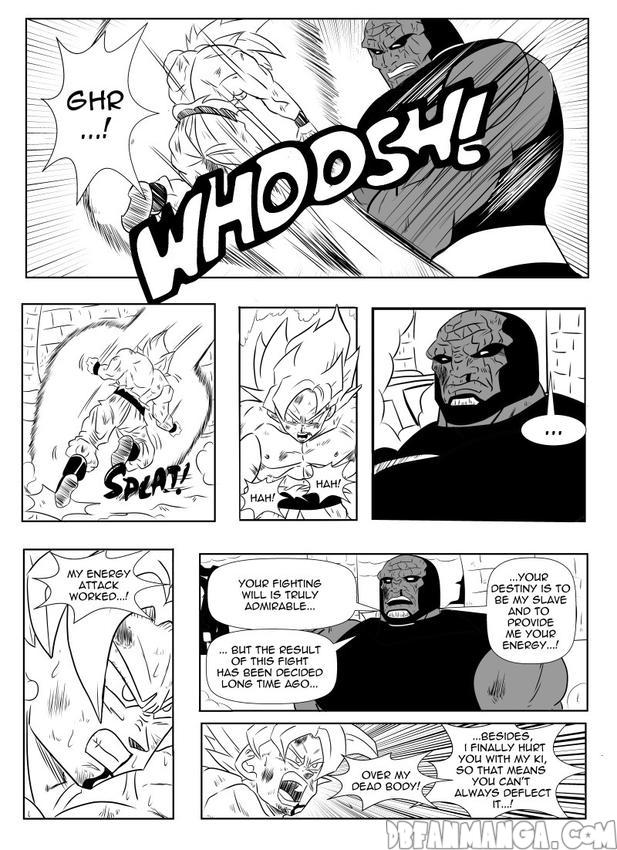 GHR
...!
WHOOSH!
SPLAT!
HAH!
HAH!
...
MY ENERGY
ATTACK
WORKED...!
YOUR FIGHTING
WILL IS TRULY
ADMIRABLE...
... BUT THE RESULT
OF THIS FIGHT
HAS BEEN DECIDED
LONG TIME AGO...
...YOUR
DESTINY IS TO
BE MY SLAVE
AND TO
PROVIDE
ME YOUR
ENERGY...!
OVER MY
DEAD BODY!
...BESIDES,
I FINALLY HURT
YOU WITH MY KI,
SO THAT MEANS
YOU CAN'T
ALWAYS DEFLECT
IT...!
DBFANMANGA.COM